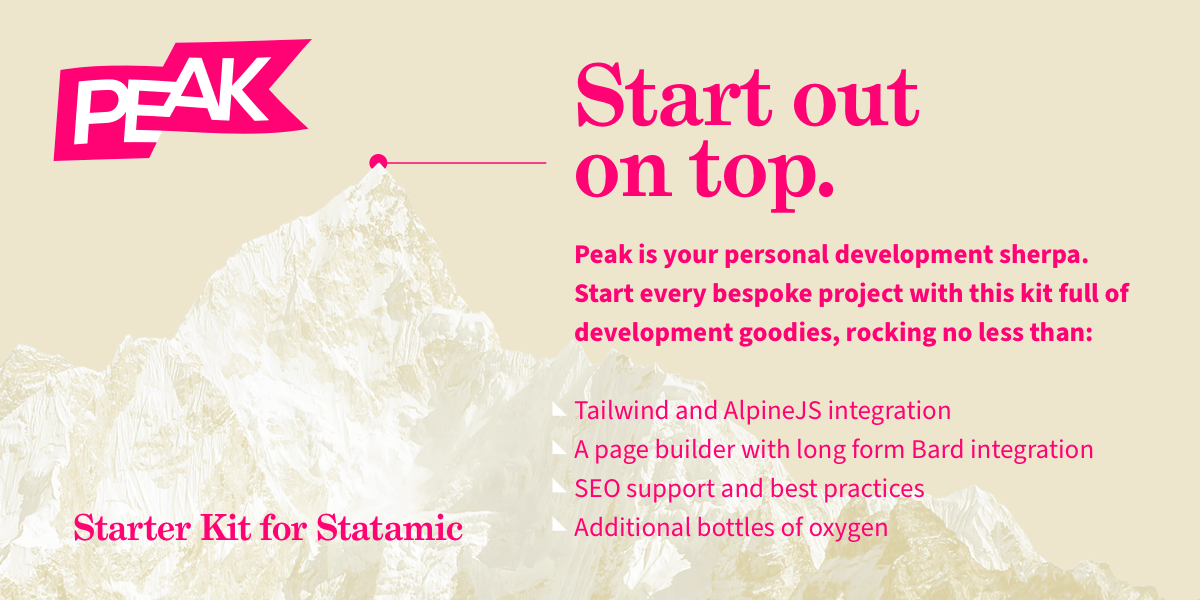 PEAK
Start out
on top.
Peak is your personal development sherpa.
Start every bespoke project with this kit full of
development goodies, rocking no less than:
Tailwind and AlpineJS integration
A page builder with long form Bard integration
SEO support and best practices
Additional bottles of oxygen
Starter Kit for Statamic